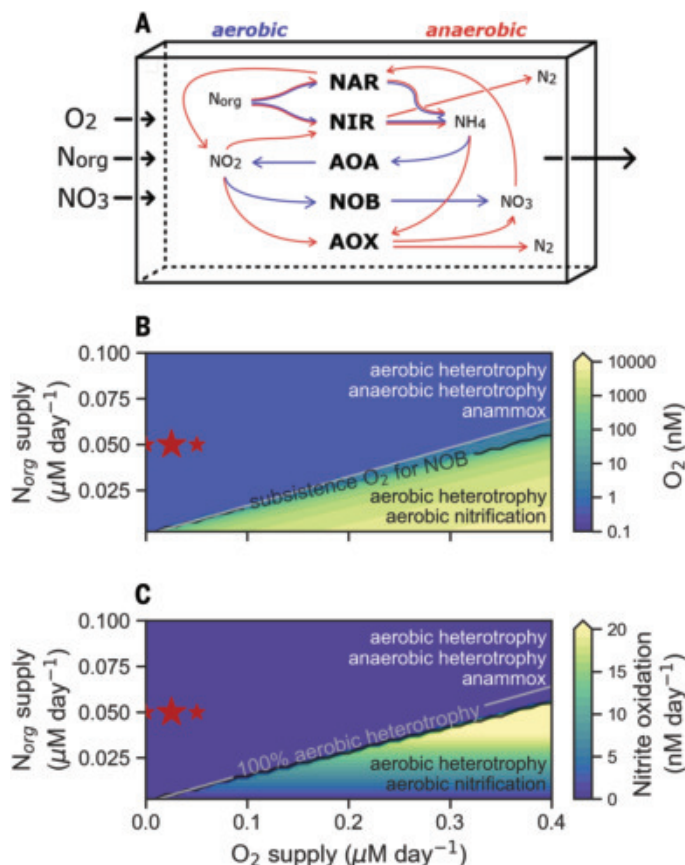 A
aerobic
anaerobic
NAR
Norg
N2
O2
NIR
NH4
Norg
NO2
AOA
NO3
NOB
NO3
AOX
N2
B
0.100
0.075
0.050
0.025
Norg supply
(µM day−1)
aerobic heterotrophy
anaerobic heterotrophy
anammox
subsistence O2 for NOB
aerobic heterotrophy
aerobic nitrification
10000
1000
100
10
1
0.1
O2 (nM)
C
0.100
0.075
0.050
0.025
Norg supply
(µM day−1)
aerobic heterotrophy
anaerobic heterotrophy
anammox
100% aerobic heterotrophy
aerobic heterotrophy
aerobic nitrification
20
15
10
5
0
Nitrite oxidation
(nM day−1)
0.0
0.1
0.2
0.3
0.4
O2 supply (µM day−1)